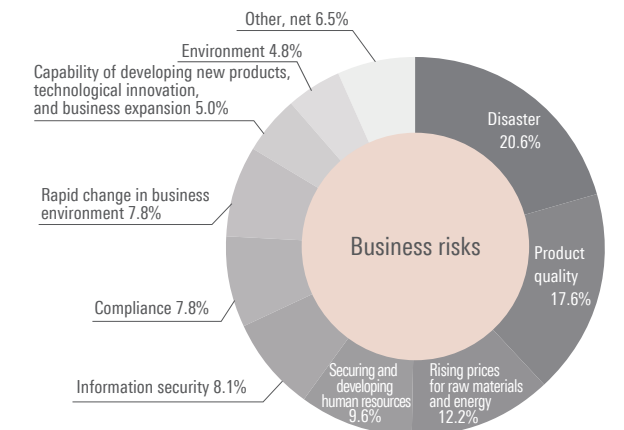 Other, net 6.5%
Environment 4.8%
Capability of developing new products,
technological innovation,
and business expansion 5.0%
Rapid change in business
environment 7.8%
Compliance 7.8%
Information security 8.1%
Business risks
Disaster
20.6%
Product
quality
17.6%
Rising prices
for raw materials
and energy
12.2%
Securing and
developing
human resources
9.6%